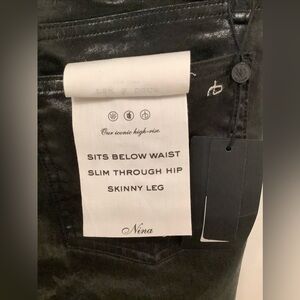 Our iconic high-rise.
SITS BELOW WAIST
SLIM THROUGH HIP
SKINNY LEG
Nina